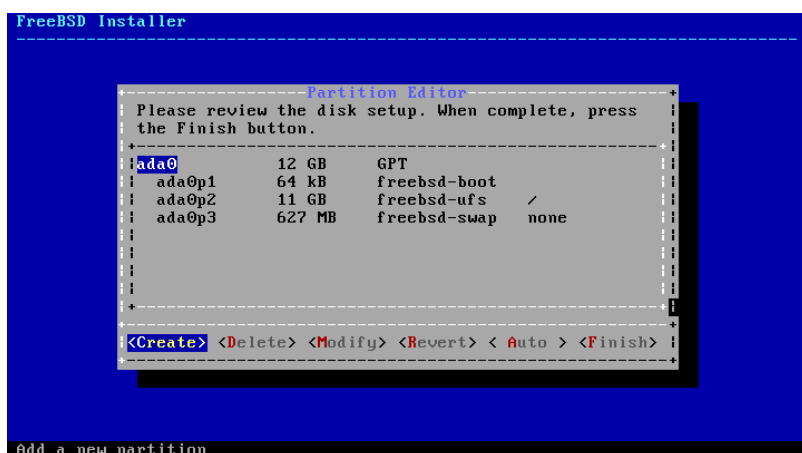 FreeBSD Installer
Partition Editor
Please review the disk setup. When complete, press
the Finish button.
ada0 12 GB GPT
ada0p1 64 kB freebsd-boot
ada0p2 11 GB freebsd-ufs /
ada0p3 627 MB freebsd-swap none
<Create> <Delete> <Modify> <Revert> < Auto > <Finish>
Add a new partition